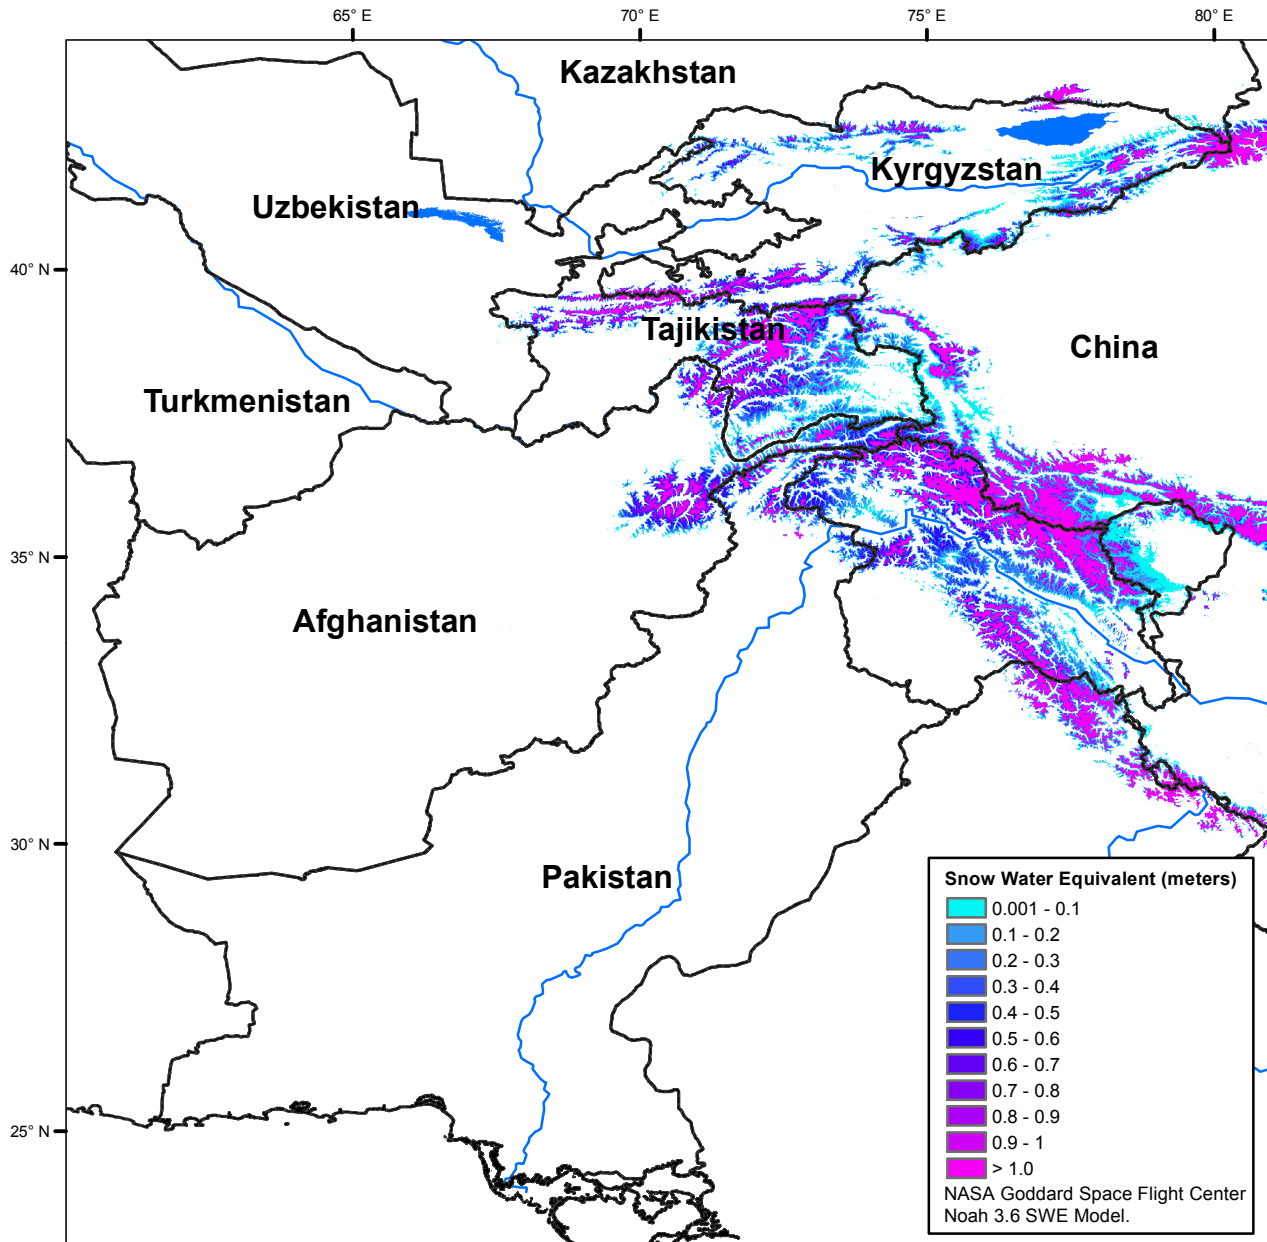 65° E
70° E
75° E
80° E
Kazakhstan
Kyrgyzstan
Uzbekistan
40° N
Tajikistan
China
Turkmenistan
35° N
Afghanistan
30° N
Pakistan
25° N
Snow Water Equivalent (meters)
0.001 - 0.1
0.1 - 0.2
0.2 - 0.3
0.3 - 0.4
0.4 - 0.5
0.5 - 0.6
0.6 - 0.7
0.7 - 0.8
0.8 - 0.9
0.9 - 1
> 1.0
NASA Goddard Space Flight Center
Noah 3.6 SWE Model.